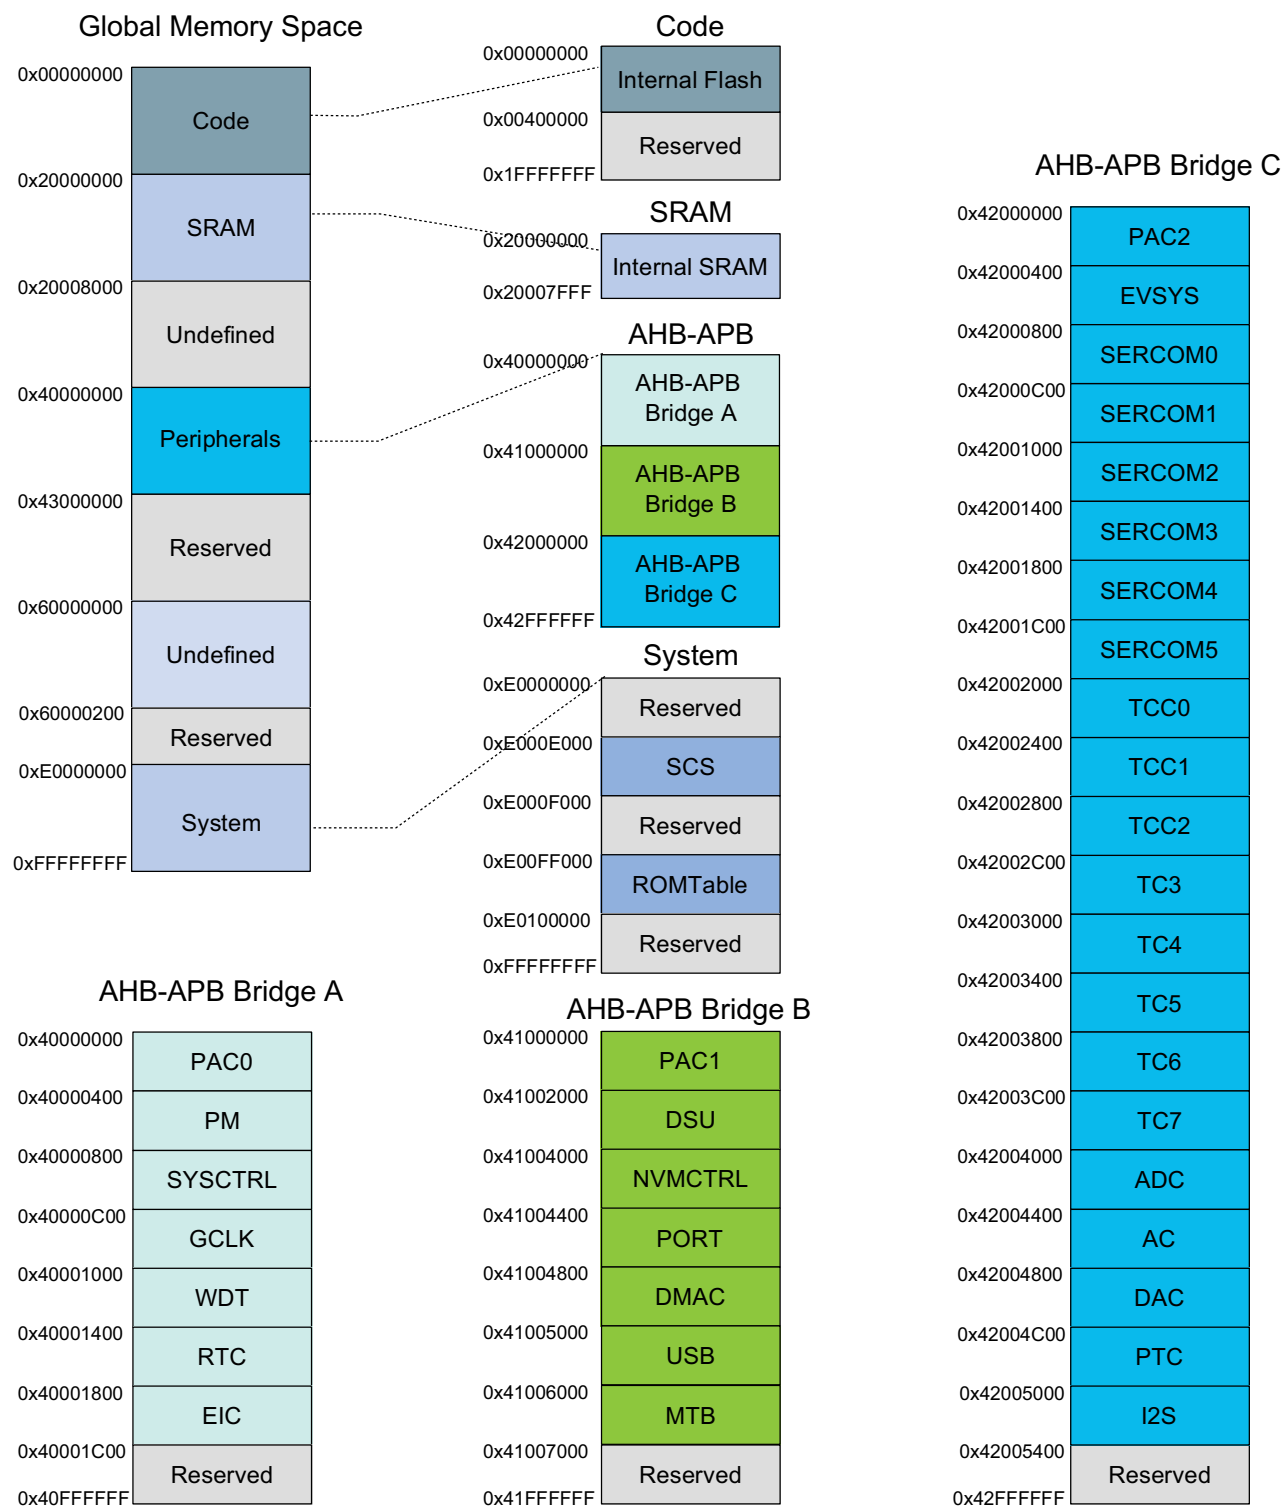 Global Memory Space
0x00000000
Code
0x20000000
SRAM
0x20008000
Undefined
0x40000000
Peripherals
0x43000000
Reserved
0x60000000
Undefined
0x60000200
Reserved
0xE0000000
System
0xFFFFFFFF
Code
0x00000000
Internal Flash
0x00400000
Reserved
0x1FFFFFFF
SRAM
0x20000000
Internal SRAM
0x20007FFF
AHB-APB
0x40000000
AHB-APB
Bridge A
0x41000000
AHB-APB
Bridge B
0x42000000
AHB-APB
Bridge C
0x42FFFFFF
System
0xE0000000
Reserved
0xE000E000
SCS
0xE000F000
Reserved
0xE00FF000
ROMTable
0xE0100000
Reserved
0xFFFFFFFF
AHB-APB Bridge A
0x40000000
PAC0
0x40000400
PM
0x40000800
SYSCTRL
0x40000C00
GCLK
0x40001000
WDT
0x40001400
RTC
0x40001800
EIC
0x40001C00
Reserved
0x40FFFFFF
AHB-APB Bridge B
0x41000000
PAC1
0x41002000
DSU
0x41004000
NVMCTRL
0x41004400
PORT
0x41004800
DMAC
0x41005000
USB
0x41006000
MTB
0x41007000
Reserved
0x41FFFFFF
AHB-APB Bridge C
0x42000000
PAC2
0x42000400
EVSYS
0x42000800
SERCOM0
0x42000C00
SERCOM1
0x42001000
SERCOM2
0x42001400
SERCOM3
0x42001800
SERCOM4
0x42001C00
SERCOM5
0x42002000
TCC0
0x42002400
TCC1
0x42002800
TCC2
0x42002C00
TC3
0x42003000
TC4
0x42003400
TC5
0x42003800
TC6
0x42003C00
TC7
0x42004000
ADC
0x42004400
AC
0x42004800
DAC
0x42004C00
PTC
0x42005000
I2S
0x42005400
Reserved
0x42FFFFFF